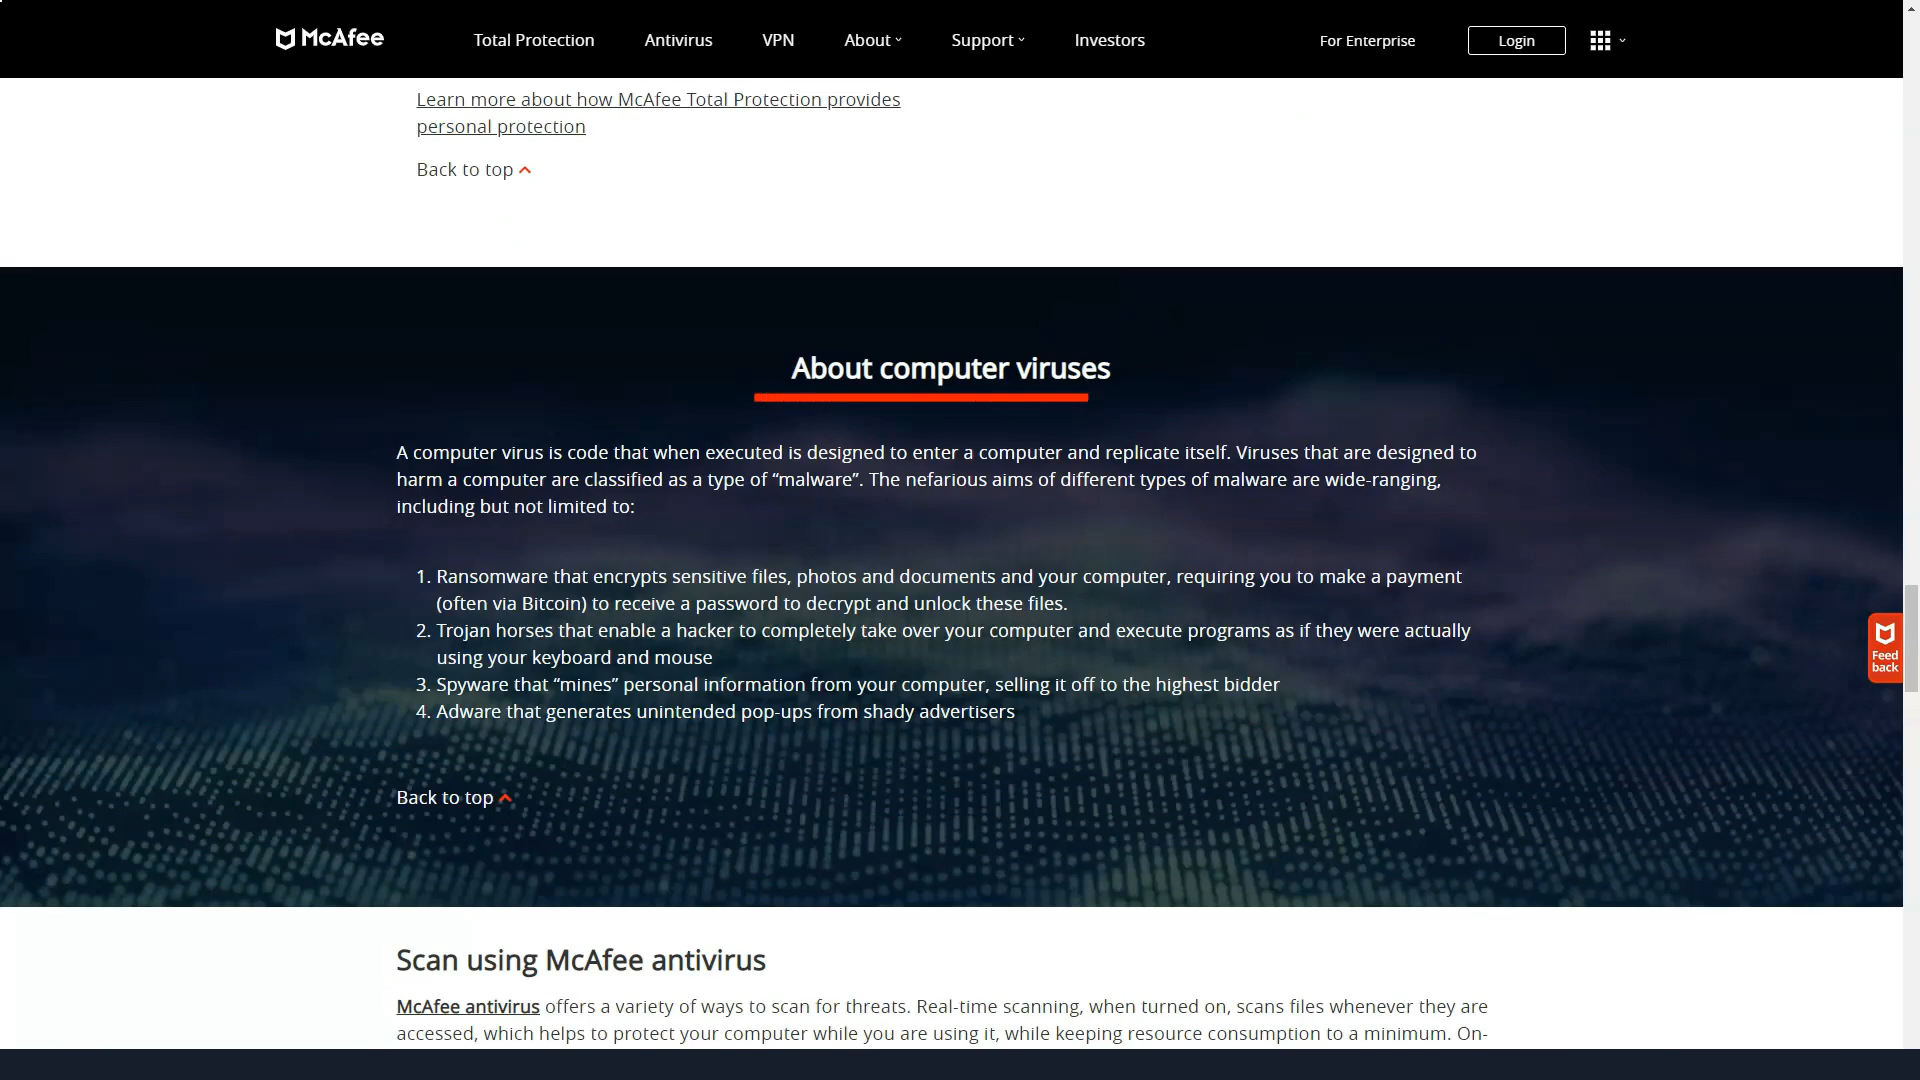 McAfee
Total Protection
Antivirus
VPN
About
Support
Investors
For Enterprise
Login
Learn more about how McAfee Total Protection provides
personal protection
Back to top
About computer viruses
A computer virus is code that when executed is designed to enter a computer and replicate itself. Viruses that are designed to
harm a computer are classified as a type of “malware”. The nefarious aims of different types of malware are wide-ranging,
including but not limited to:
1. Ransomware that encrypts sensitive files, photos and documents and your computer, requiring you to make a payment
(often via Bitcoin) to receive a password to decrypt and unlock these files.
2. Trojan horses that enable a hacker to completely take over your computer and execute programs as if they were actually
using your keyboard and mouse
3. Spyware that “mines” personal information from your computer, selling it off to the highest bidder
4. Adware that generates unintended pop-ups from shady advertisers
Feed
back
Back to top
Scan using McAfee antivirus
McAfee antivirus offers a variety of ways to scan for threats. Real-time scanning, when turned on, scans files whenever they are
accessed, which helps to protect your computer while you are using it, while keeping resource consumption to a minimum. On-